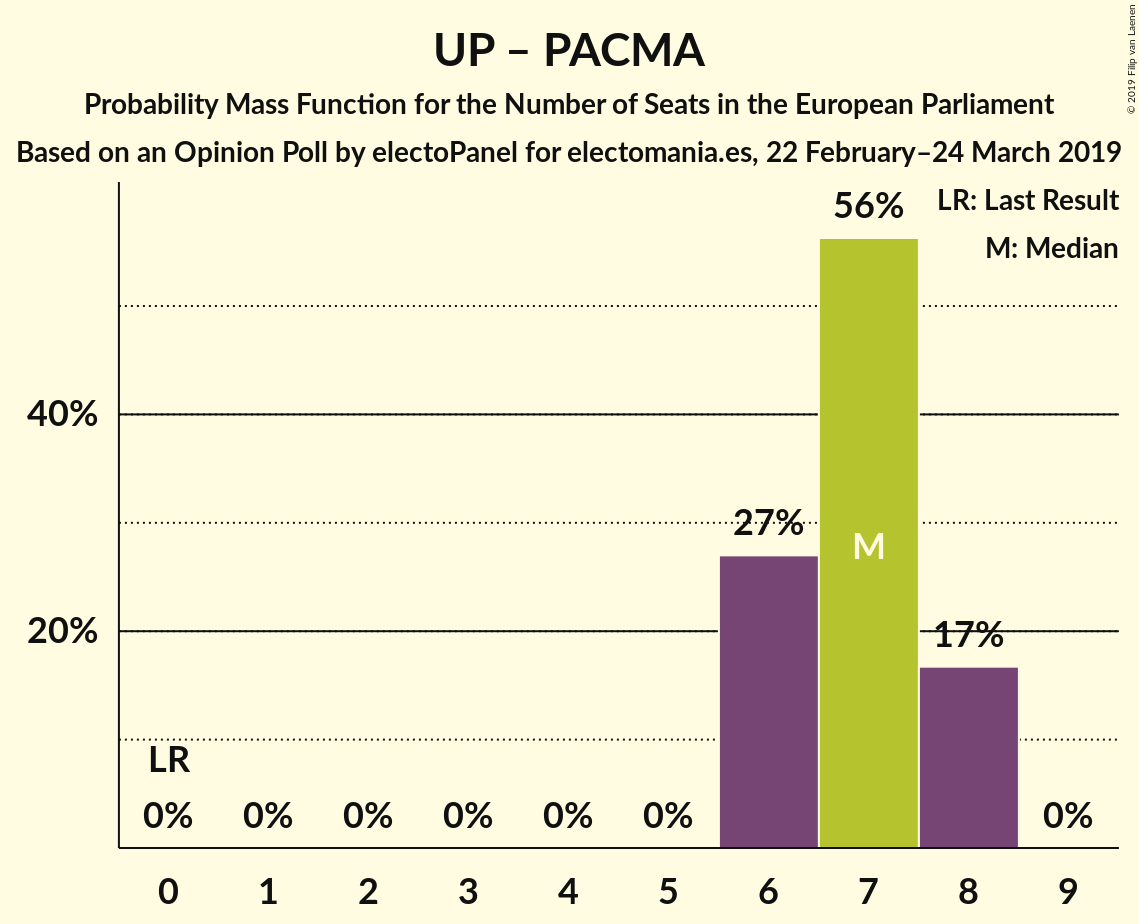 UP – PACMA
Probability Mass Function for the Number of Seats in the European Parliament
Based on an Opinion Poll by electoPanel for electomania.es, 22 February–24 March 2019
© 2019 Filip van Laenen
LR: Last Result
M: Median
56%
40%
27%
M
20%
17%
LR
0% 0% 0% 0% 0% 0% 0%
0 1 2 3 4 5 6 7 8 9